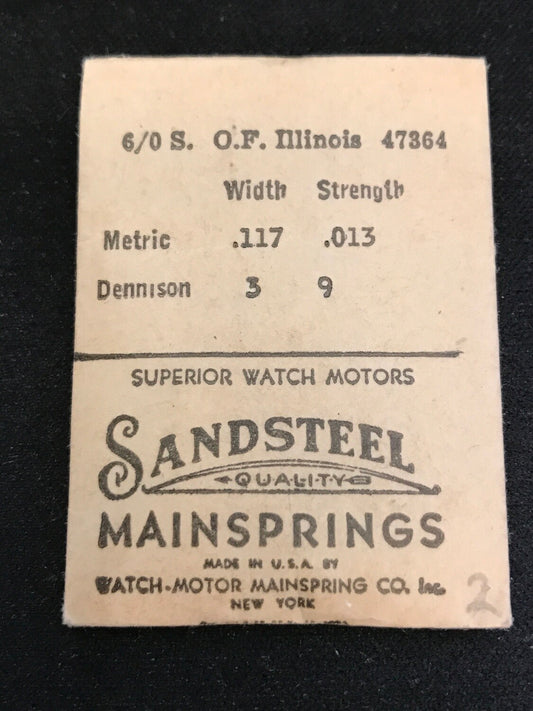 6/0 S. O.F. Illinois 47364
Width Strength
Metric .117 .013
Dennison 3 9
SUPERIOR WATCH MOTORS
SANDSTEEL
QUALITY
MAINSPRINGS
MADE IN U.S.A. BY
WATCH-MOTOR MAINSPRING CO. Inc.
NEW YORK
2